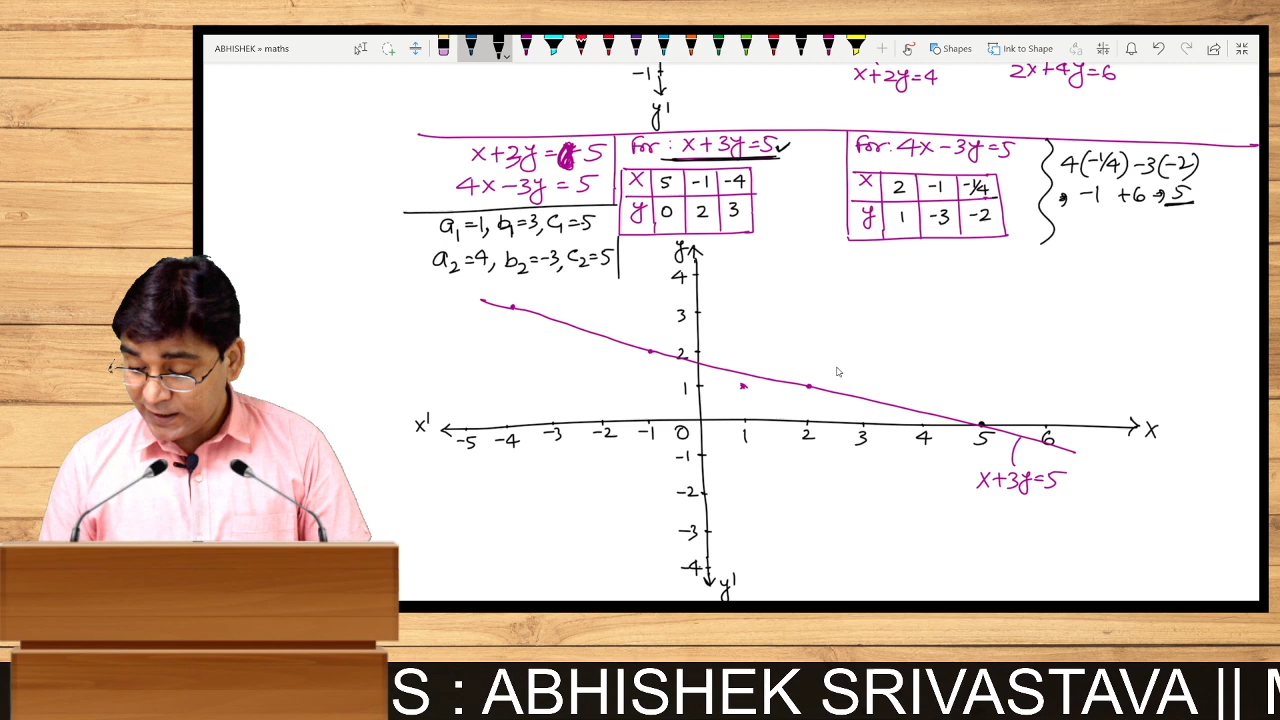 ABHISHEK » maths
Shapes
Ink to Shape
-1
y'
x+2y=4
2x+4y=6
x+2y= 5
4x-3y=5
a₁=1, b₁=3, c₁=5
a₂=4, b₂=-3, c₂=5
For : x+3y=5✓
x 5 -1 -4
y 0 2 3
For: 4x-3y=5
x 2 -1 -1/4
y 1 -3 -2
4(-1/4)-3(-2)
-1 +6 → 5
y
4
3
2
1
x' -5 -4 -3 -2 -1 0 1 2 3 4 5 6 x
-1
x+3y=5
-2
-3
-4
y'
S : ABHISHEK SRIVASTAVA ||